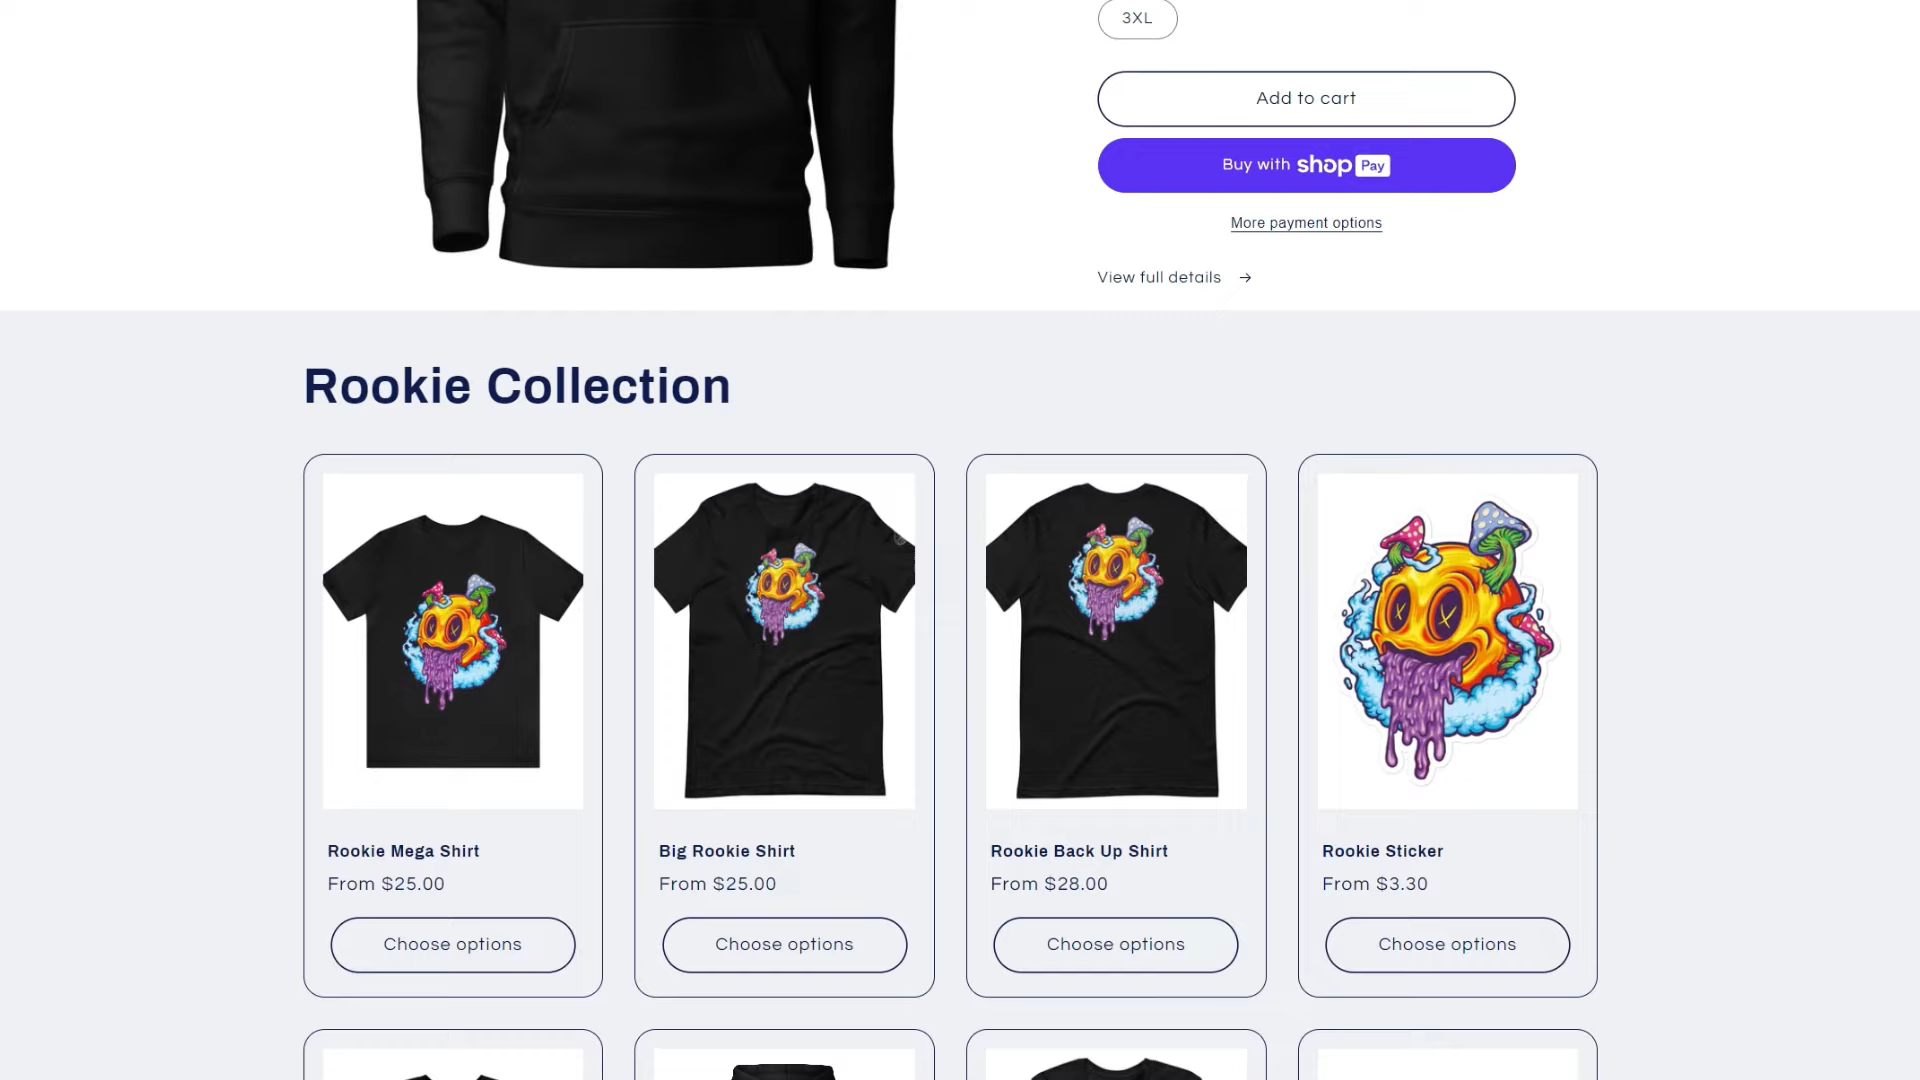 3XL
Add to cart
Buy with shop Pay
More payment options
View full details →
Rookie Collection
Rookie Mega Shirt
From $25.00
Choose options
Big Rookie Shirt
From $25.00
Choose options
Rookie Back Up Shirt
From $28.00
Choose options
Rookie Sticker
From $3.30
Choose options